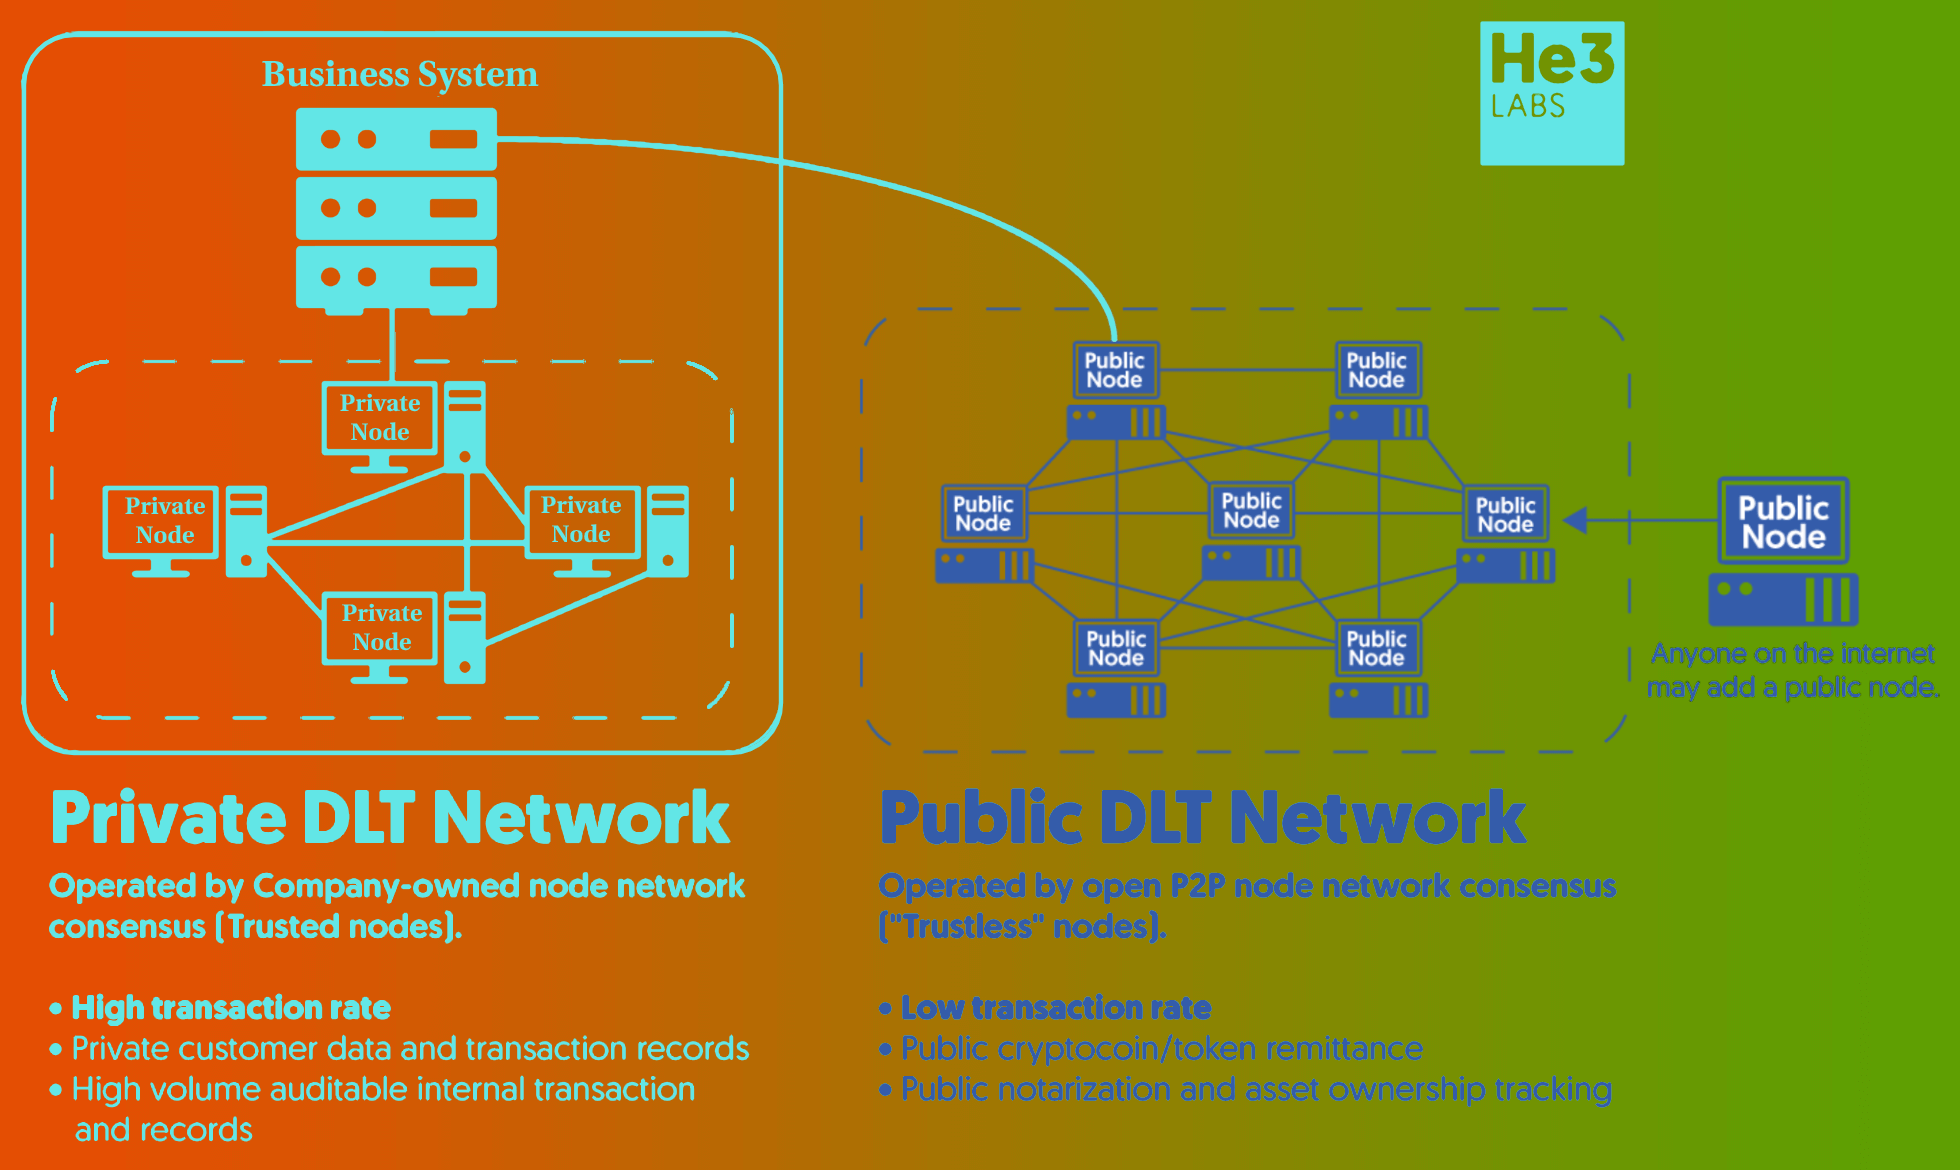 Business System
He3
LABS
Private
Node
Private
Node
Private
Node
Private
Node
Public
Node
Public
Node
Public
Node
Public
Node
Public
Node
Public
Node
Public
Node
Public
Node
Anyone on the internet
may add a public node.
Private DLT Network
Operated by Company-owned node network
consensus (Trusted nodes).
• High transaction rate
• Private customer data and transaction records
• High volume auditable internal transaction
and records
Public DLT Network
Operated by open P2P node network consensus
("Trustless" nodes).
• Low transaction rate
• Public cryptocoin/token remittance
• Public notarization and asset ownership tracking